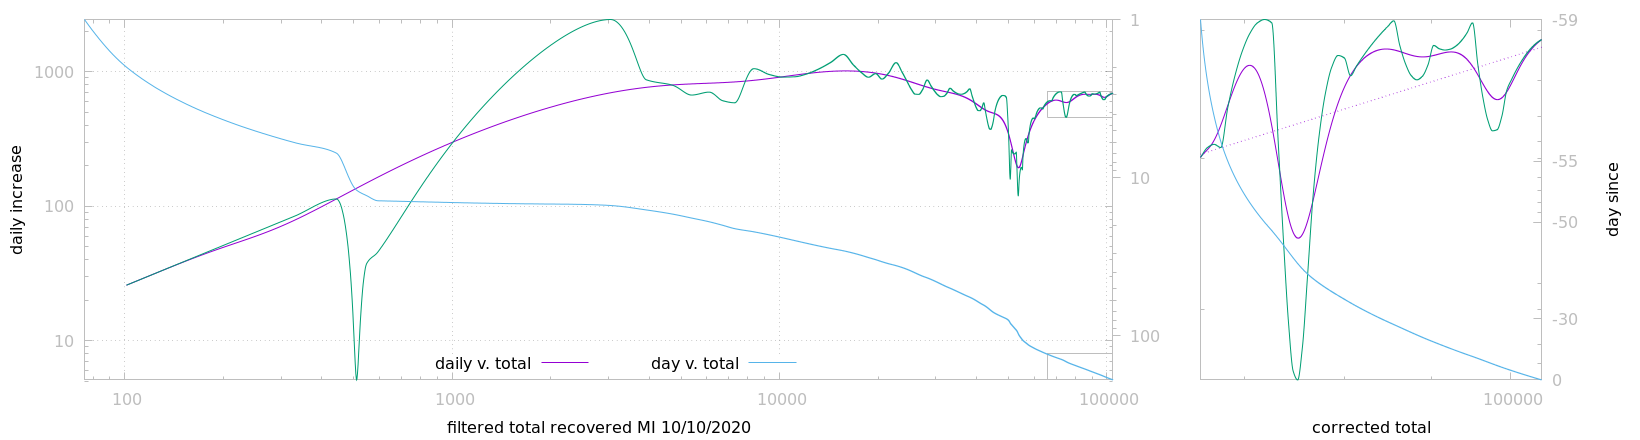 daily increase
1000
100
10
daily v. total
day v. total
100
1000
10000
100000
filtered total recovered MI 10/10/2020
1
10
100
-59
-55
-50
-30
0
day since
100000
corrected total